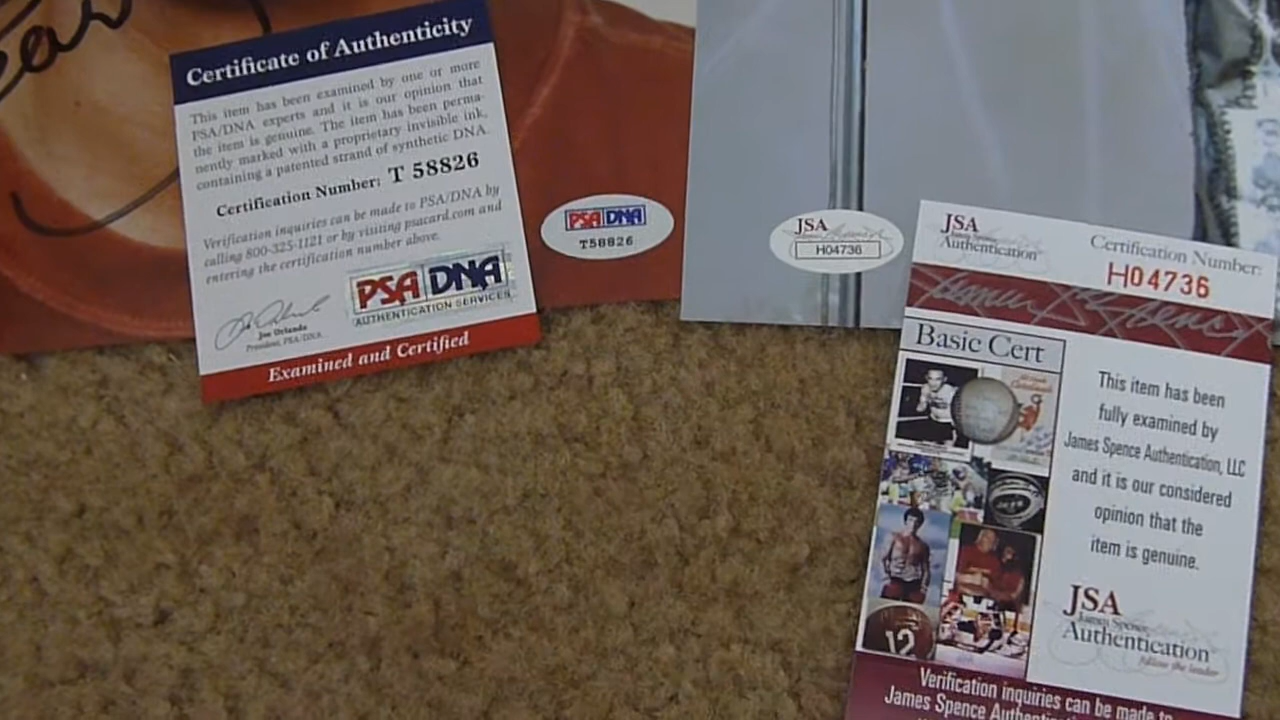 Certificate of Authenticity
This item has been examined by one or more
PSA/DNA experts and it is our opinion that
the item is genuine. The item has been perma-
nently marked with a proprietary invisible ink,
containing a patented strand of synthetic DNA.
Certification Number: T 58826
Verification inquiries can be made to PSA/DNA by
calling 800-325-1121 or by visiting psacard.com and
entering the certification number above.
Joe Orlando
President, PSA/DNA
PSA DNA
AUTHENTICATION SERVICES
Examined and Certified
PSA DNA
T58826
JSA
H04736
JSA
James Spence
Authentication
Certification Number:
H04736
Basic Cert
12
This item has been
fully examined by
James Spence Authentication, LLC
and it is our considered
opinion that the
item is genuine.
JSA
James Spence
Authentication
follow the leader
Verification inquiries can be made to